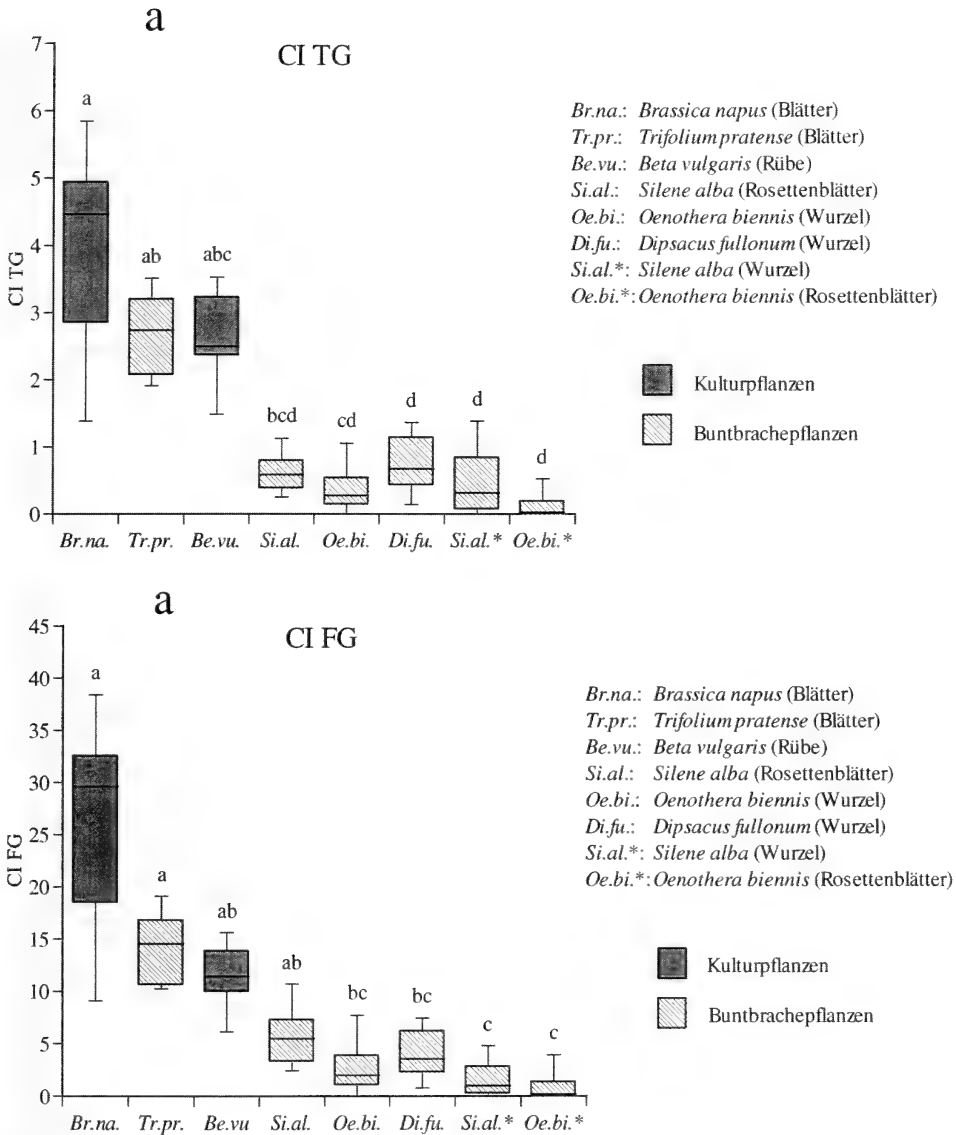 a
CI TG
7
6
5
4
3
2
1
0
CI TG
a
ab
abc
bcd
cd
d
d
d
Br.na. Tr.pr. Be.vu. Si.al. Oe.bi. Di.fu. Si.al.* Oe.bi.*
Br.na.: Brassica napus (Blätter)
Tr.pr.: Trifolium pratense (Blätter)
Be.vu.: Beta vulgaris (Rübe)
Si.al.: Silene alba (Rosettenblätter)
Oe.bi.: Oenothera biennis (Wurzel)
Di.fu.: Dipsacus fullonum (Wurzel)
Si.al.*: Silene alba (Wurzel)
Oe.bi.*: Oenothera biennis (Rosettenblätter)
Kulturpflanzen
Buntbrachepflanzen
a
CI FG
45
40
35
30
25
20
15
10
5
0
CI FG
a
a
ab
ab
bc
bc
c
c
Br.na. Tr.pr. Be.vu Si.al. Oe.bi. Di.fu. Si.al.* Oe.bi.*
Br.na.: Brassica napus (Blätter)
Tr.pr.: Trifolium pratense (Blätter)
Be.vu.: Beta vulgaris (Rübe)
Si.al.: Silene alba (Rosettenblätter)
Oe.bi.: Oenothera biennis (Wurzel)
Di.fu.: Dipsacus fullonum (Wurzel)
Si.al.*: Silene alba (Wurzel)
Oe.bi.*: Oenothera biennis (Rosettenblätter)
Kulturpflanzen
Buntbrachepflanzen